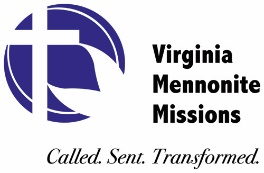 Virginia
Mennonite
Missions
Called. Sent. Transformed.